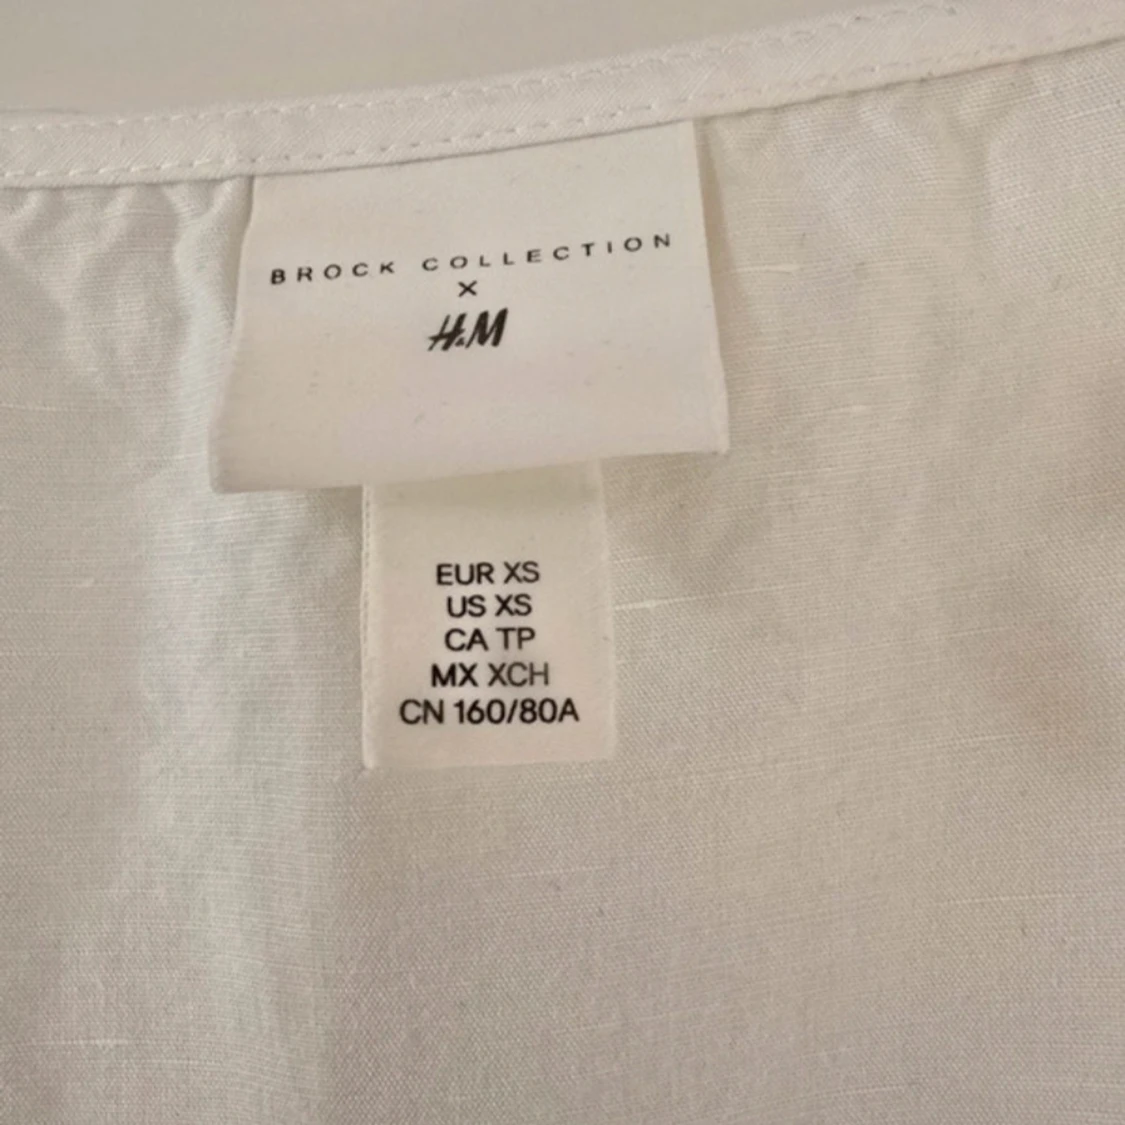 BROCK COLLECTION
×
H&M
EUR XS
US XS
CA TP
MX XCH
CN 160/80A